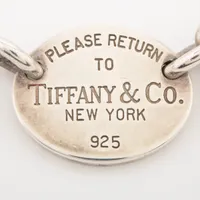 PLEASE RETURN
TO
TIFFANY & CO.
NEW YORK
925